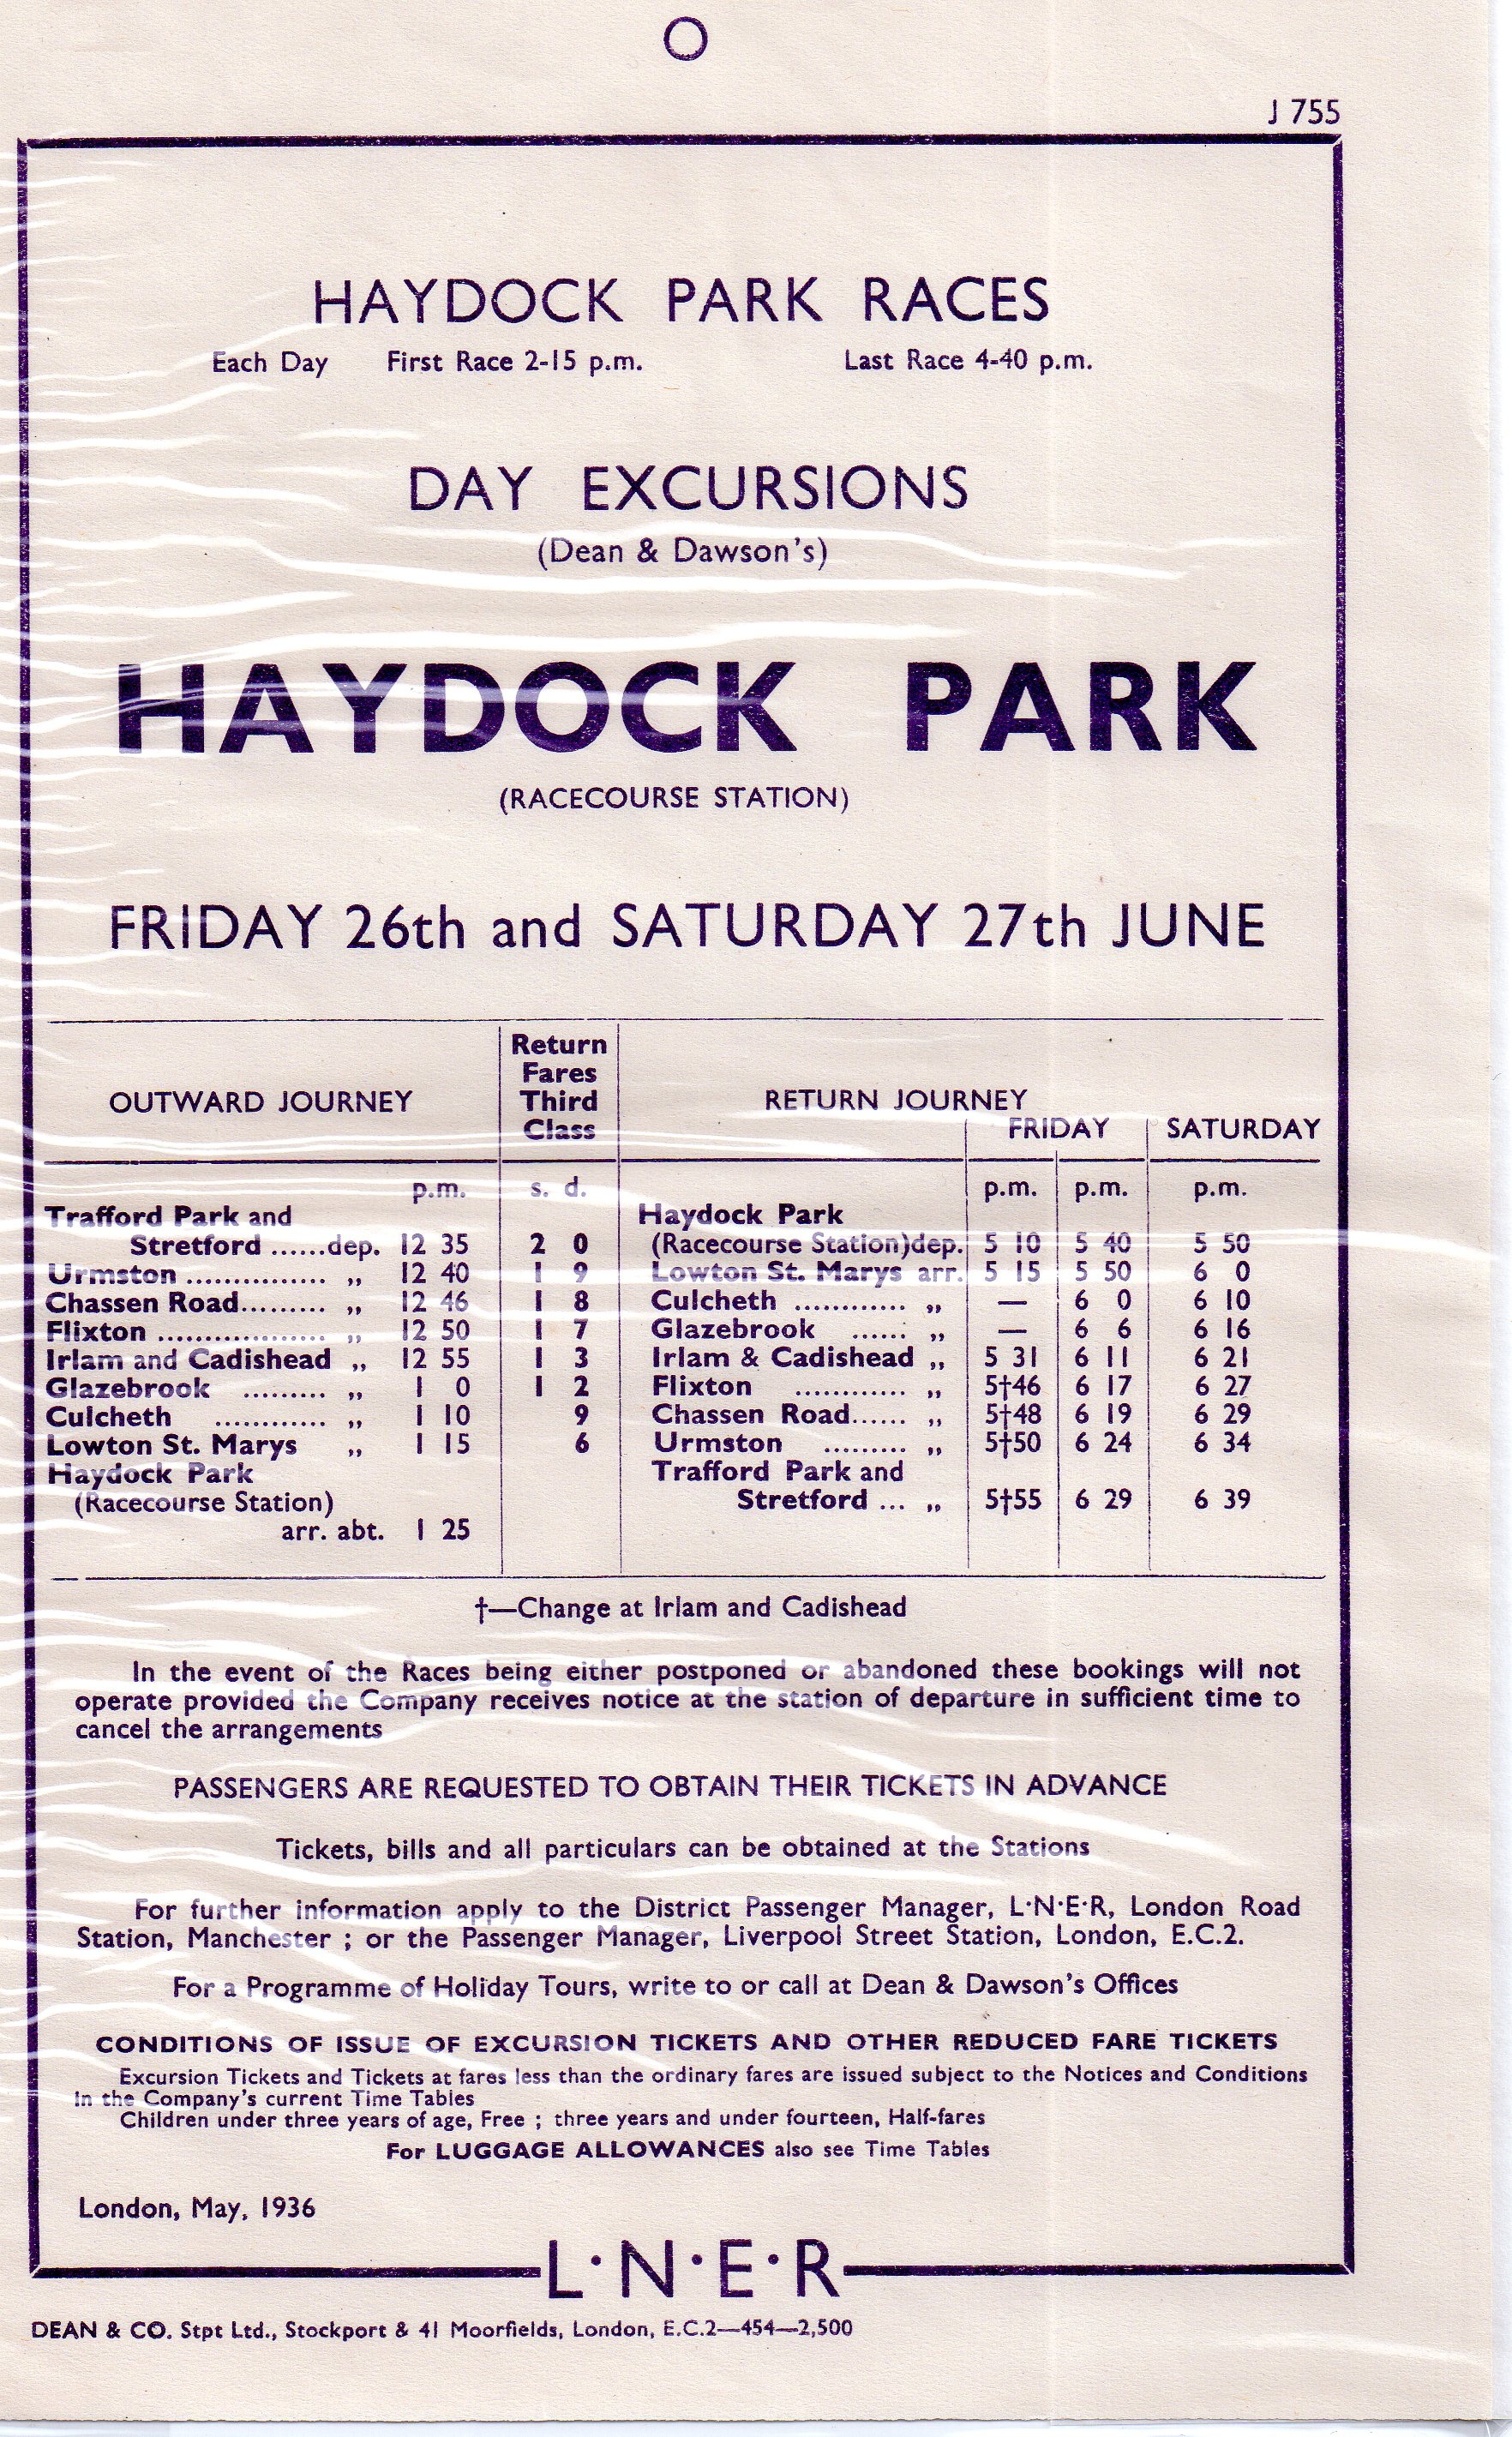 J 755
HAYDOCK PARK RACES
Each Day First Race 2-15 p.m. Last Race 4-40 p.m.
DAY EXCURSIONS
(Dean & Dawson's)
HAYDOCK PARK
(RACECOURSE STATION)
FRIDAY 26th and SATURDAY 27th JUNE
OUTWARD JOURNEY
Return
Fares
Third
Class
RETURN JOURNEY
FRIDAY SATURDAY
p.m. s. d. p.m. p.m. p.m.
Trafford Park and Haydock Park
Stretford ......dep. 12 35 2 0 (Racecourse Station)dep. 5 10 5 40 5 50
Urmston ............... ,, 12 40 1 9 Lowton St. Marys arr. 5 15 5 50 6 0
Chassen Road......... ,, 12 46 1 8 Culcheth ............ ,, — 6 0 6 10
Flixton .................. ,, 12 50 1 7 Glazebrook ...... ,, — 6 6 6 16
Irlam and Cadishead ,, 12 55 1 3 Irlam & Cadishead ,, 5 31 6 11 6 21
Glazebrook ......... ,, 1 0 1 2 Flixton ............ ,, 5†46 6 17 6 27
Culcheth ............ ,, 1 10 9 Chassen Road...... ,, 5†48 6 19 6 29
Lowton St. Marys ,, 1 15 6 Urmston ......... ,, 5†50 6 24 6 34
Haydock Park Trafford Park and
(Racecourse Station) Stretford ... ,, 5†55 6 29 6 39
arr. abt. 1 25
†—Change at Irlam and Cadishead
In the event of the Races being either postponed or abandoned these bookings will not
operate provided the Company receives notice at the station of departure in sufficient time to
cancel the arrangements
PASSENGERS ARE REQUESTED TO OBTAIN THEIR TICKETS IN ADVANCE
Tickets, bills and all particulars can be obtained at the Stations
For further information apply to the District Passenger Manager, L·N·E·R, London Road
Station, Manchester ; or the Passenger Manager, Liverpool Street Station, London, E.C.2.
For a Programme of Holiday Tours, write to or call at Dean & Dawson's Offices
CONDITIONS OF ISSUE OF EXCURSION TICKETS AND OTHER REDUCED FARE TICKETS
Excursion Tickets and Tickets at fares less than the ordinary fares are issued subject to the Notices and Conditions
in the Company's current Time Tables
Children under three years of age, Free ; three years and under fourteen, Half-fares
For LUGGAGE ALLOWANCES also see Time Tables
London, May, 1936
L·N·E·R
DEAN & CO. Stpt Ltd., Stockport & 41 Moorfields, London, E.C.2—454—2,500